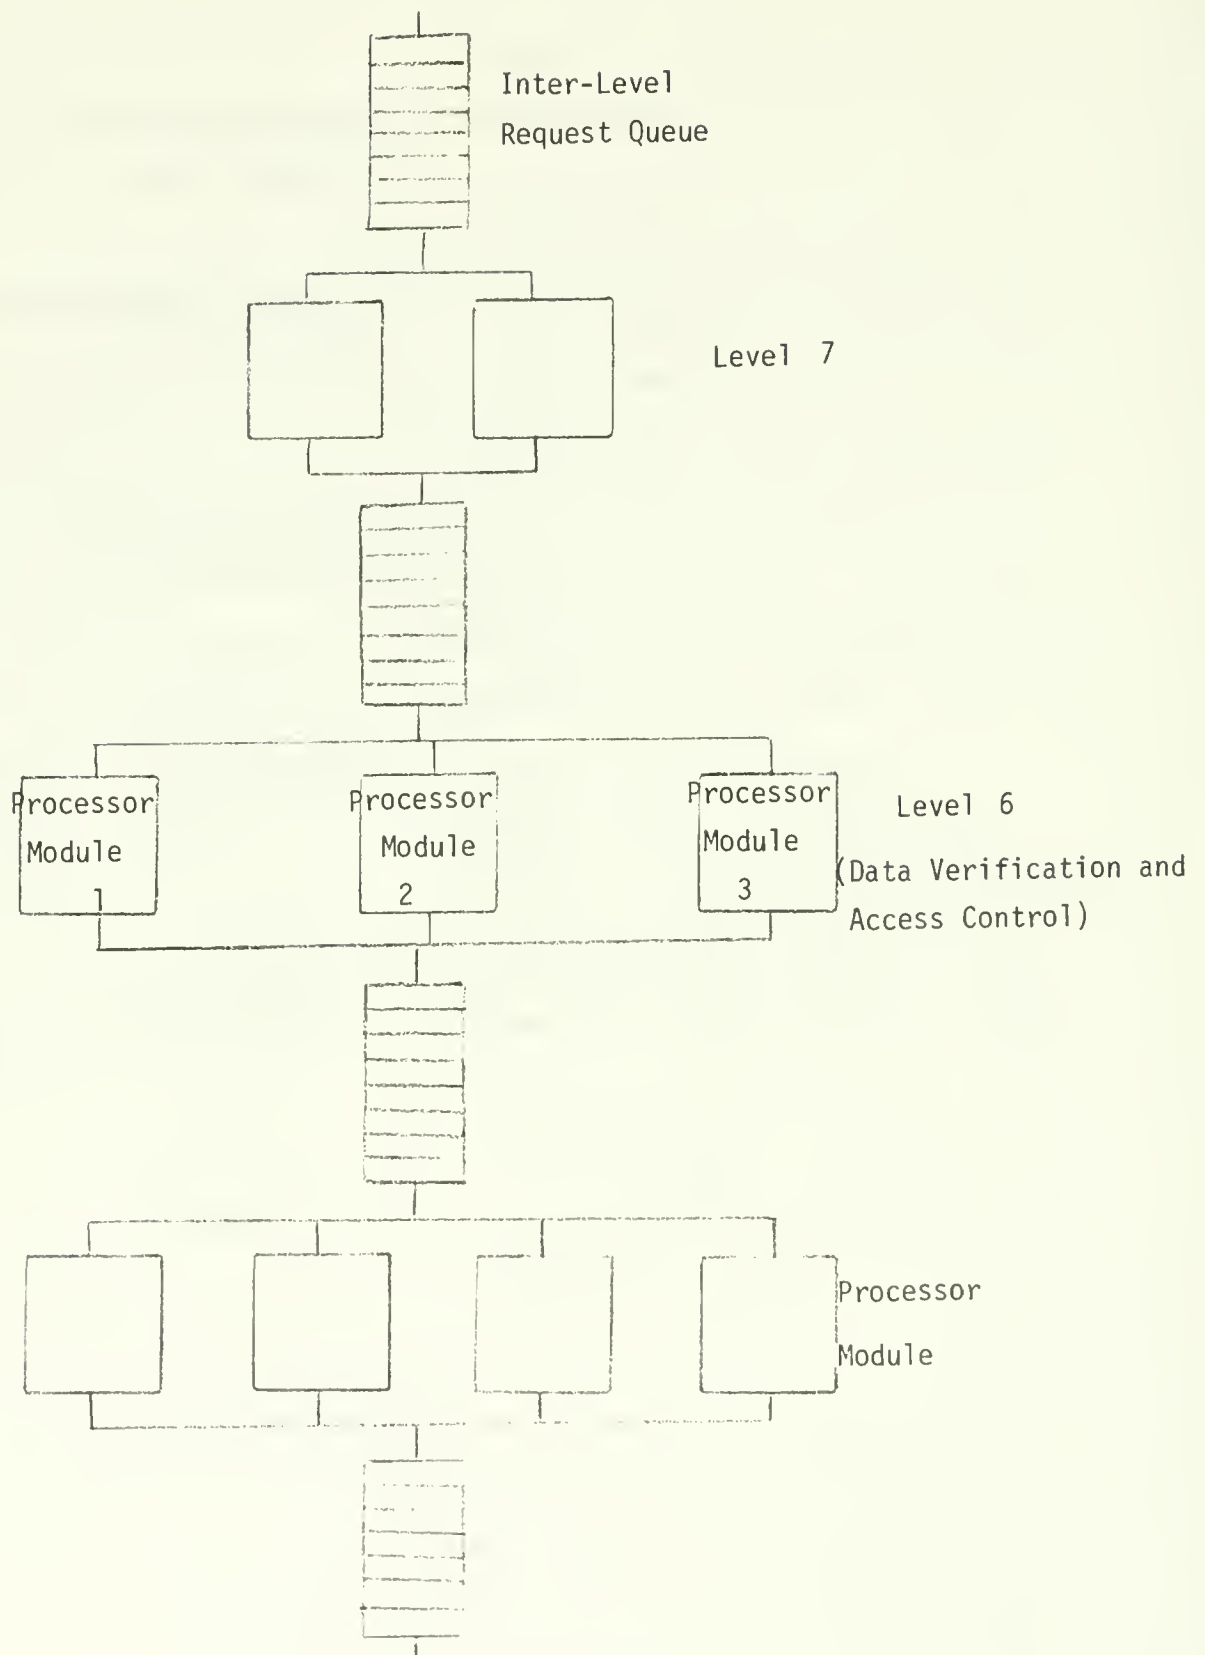 Inter-Level
Request Queue
Level 7
Processor
Module
1
Processor
Module
2
Processor
Module
3
Level 6
(Data Verification and
Access Control)
Processor
Module